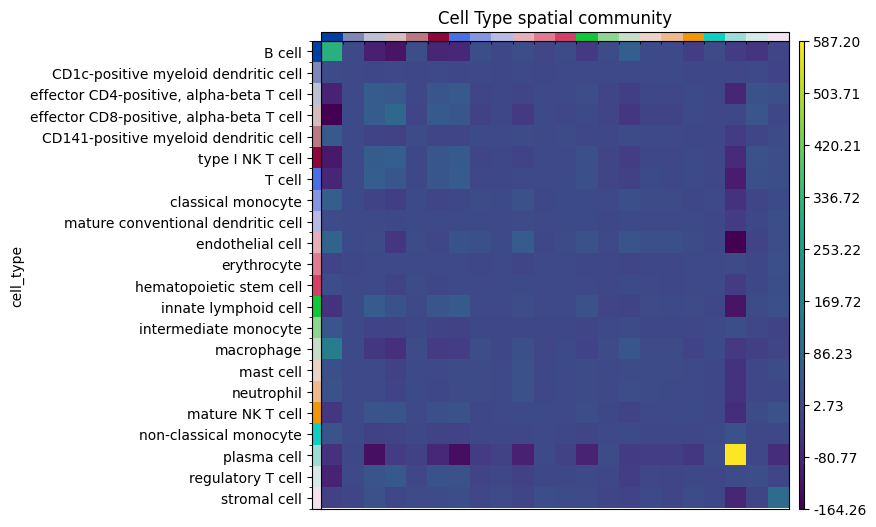 Cell Type spatial community
cell_type
B cell
CD1c-positive myeloid dendritic cell
effector CD4-positive, alpha-beta T cell
effector CD8-positive, alpha-beta T cell
CD141-positive myeloid dendritic cell
type I NK T cell
T cell
classical monocyte
mature conventional dendritic cell
endothelial cell
erythrocyte
hematopoietic stem cell
innate lymphoid cell
intermediate monocyte
macrophage
mast cell
neutrophil
mature NK T cell
non-classical monocyte
plasma cell
regulatory T cell
stromal cell
587.20
503.71
420.21
336.72
253.22
169.72
86.23
2.73
-80.77
-164.26